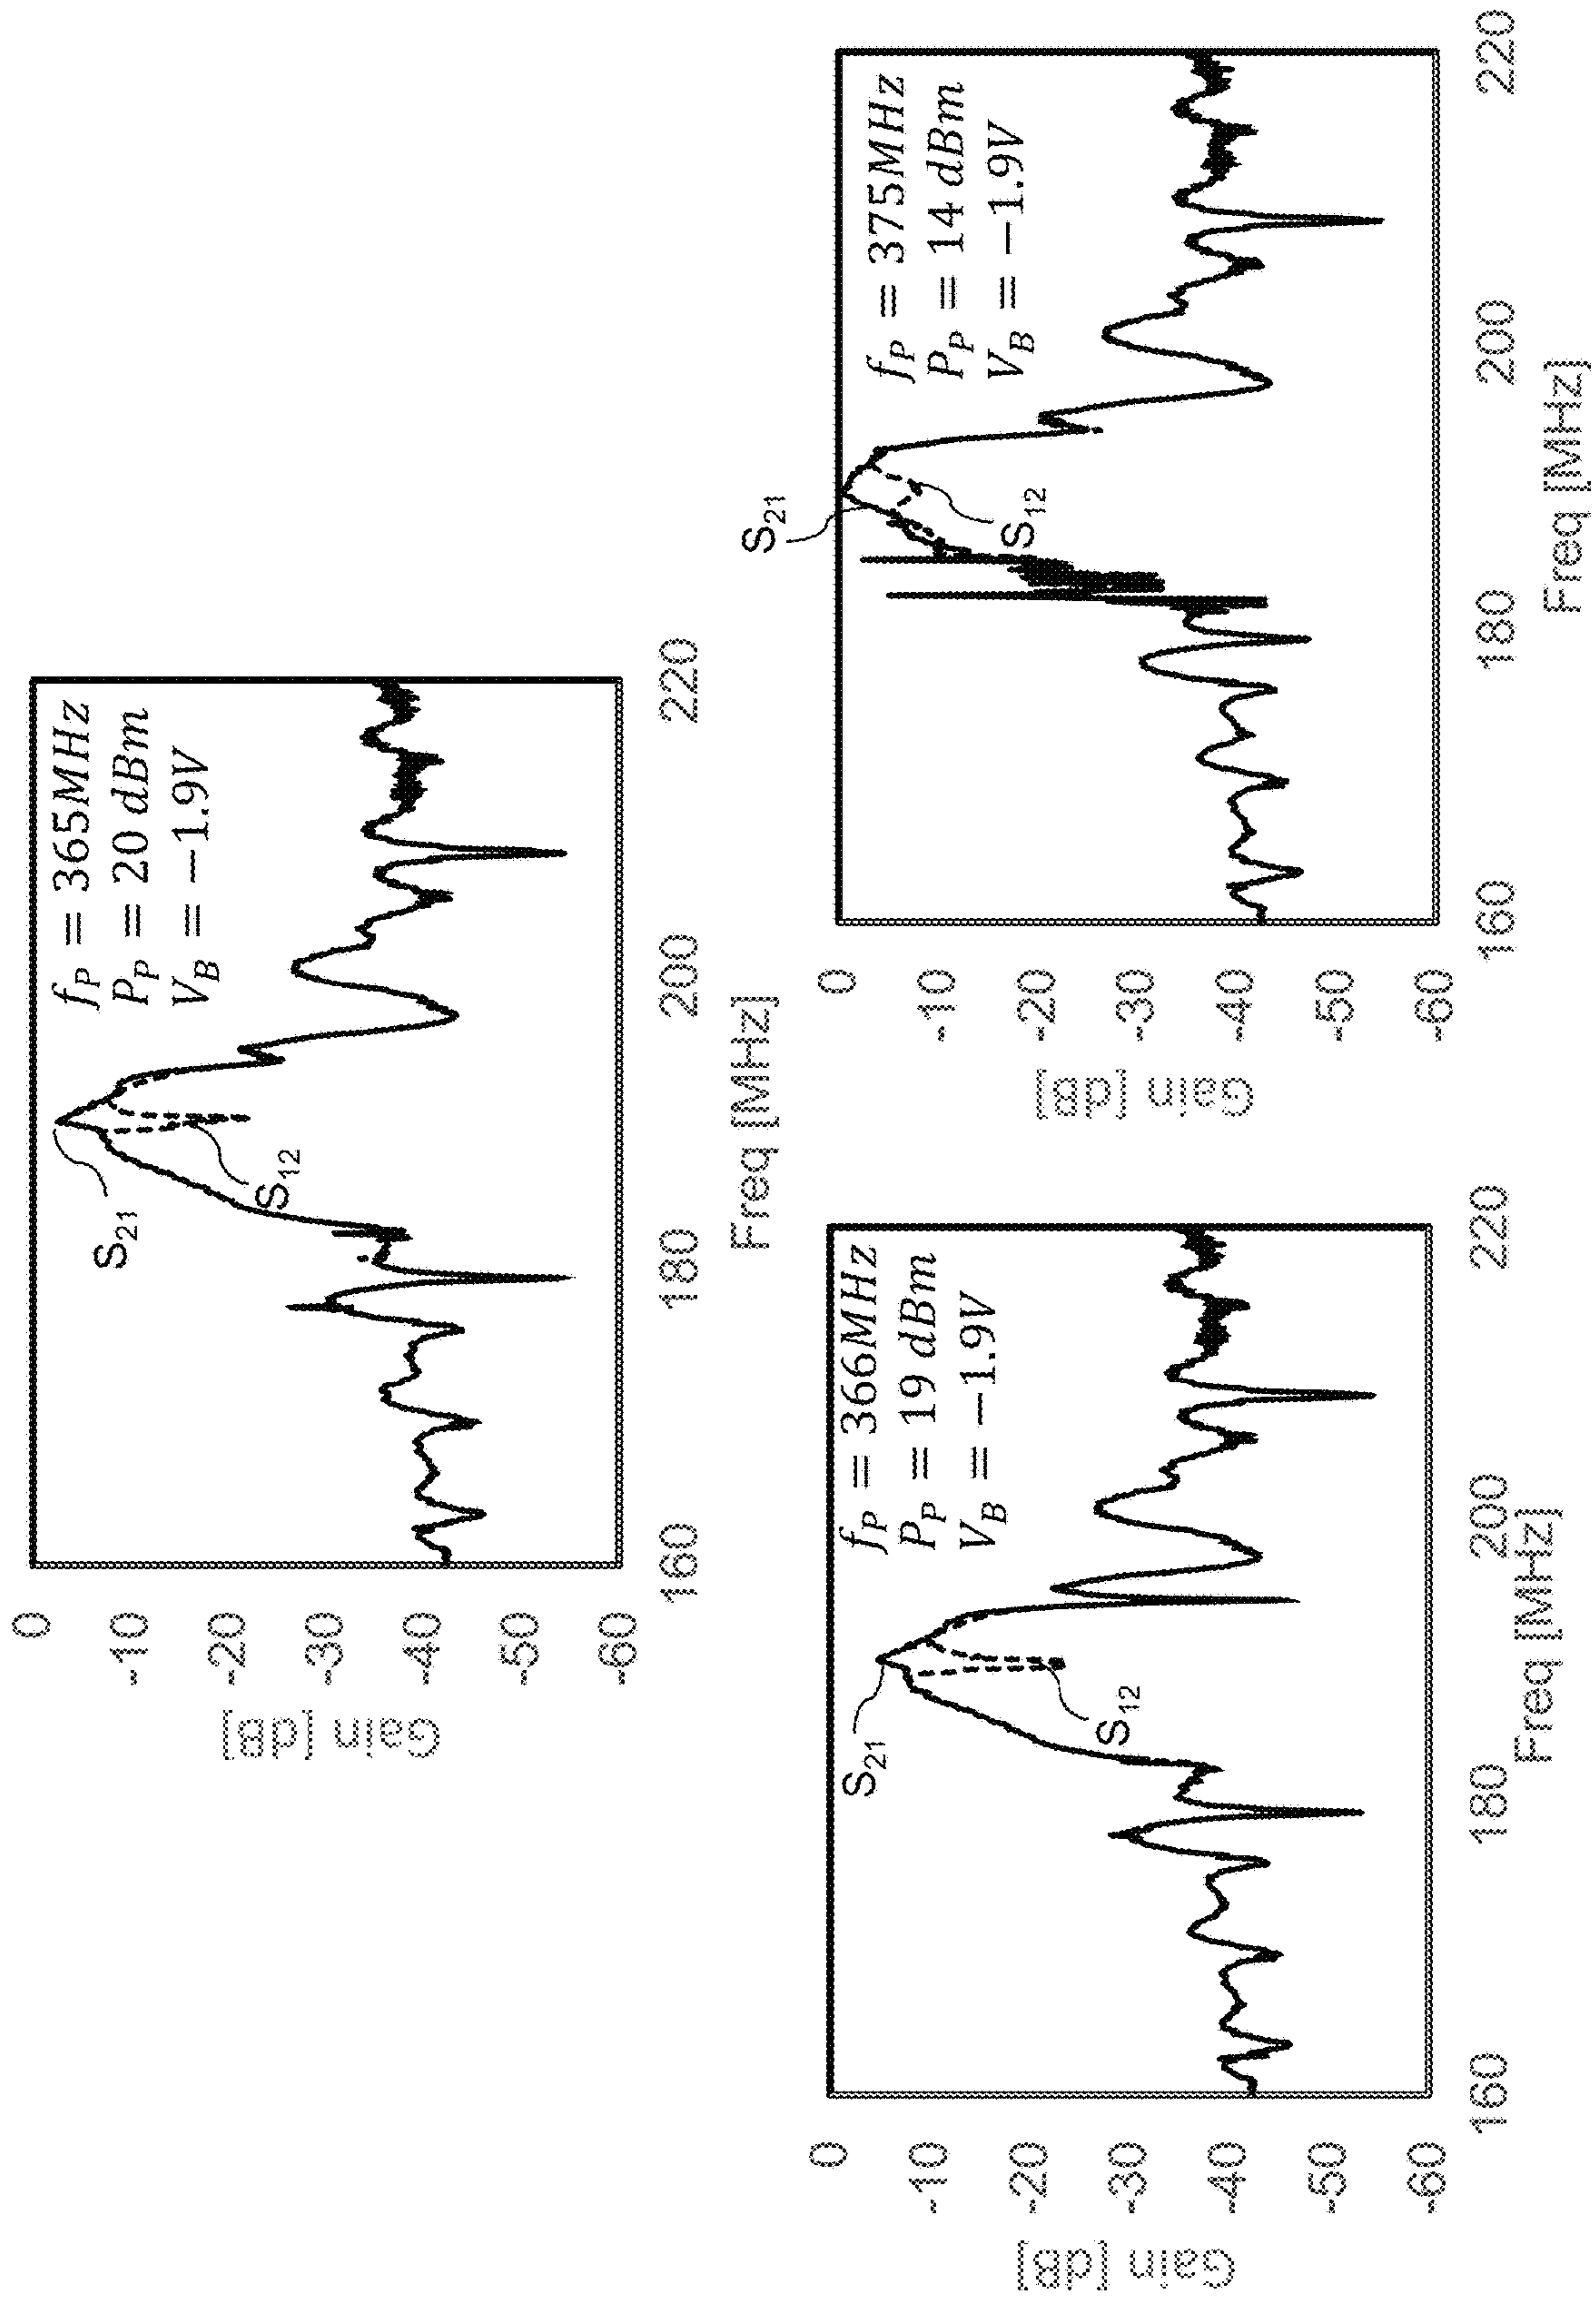 Gain [dB]
0
-10
-20
-30
-40
-50
-60
f_P = 365MHz
P_P = 20 dBm
V_B = −1.9V
S21
S12
160 180 200 220
Freq [MHz]
Gain [dB]
0
-10
-20
-30
-40
-50
-60
f_P = 366MHz
P_P = 19 dBm
V_B = −1.9V
S21
S12
160 180 200 220
Freq [MHz]
Gain [dB]
0
-10
-20
-30
-40
-50
-60
S21
f_P = 375MHz
P_P = 14 dBm
V_B = −1.9V
S12
160 180 200 220
Freq [MHz]